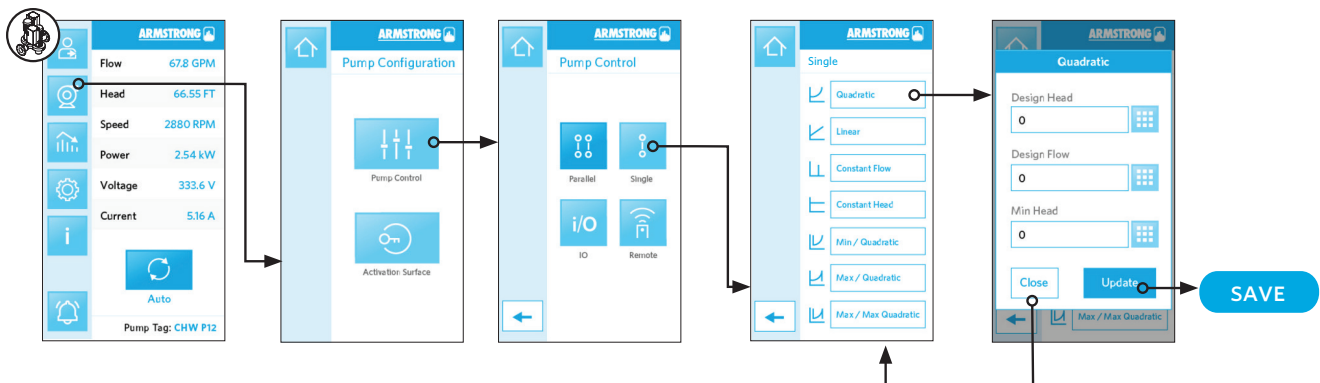 ARMSTRONG
Flow 67.8 GPM
Head 66.55 FT
Speed 2880 RPM
Power 2.54 kW
Voltage 333.6 V
Current 5.16 A
i
Auto
Pump Tag: CHW P12
ARMSTRONG
Pump Configuration
Pump Control
Activation Surface
ARMSTRONG
Pump Control
Parallel Single
i/O
IO Remote
ARMSTRONG
Single
Quadratic
Linear
Constant Flow
Constant Head
Min / Quadratic
Max / Quadratic
Max / Max Quadratic
ARMSTRONG
Quadratic
Design Head
0
Design Flow
0
Min Head
0
Close Update
Max / Max Quadratic
SAVE